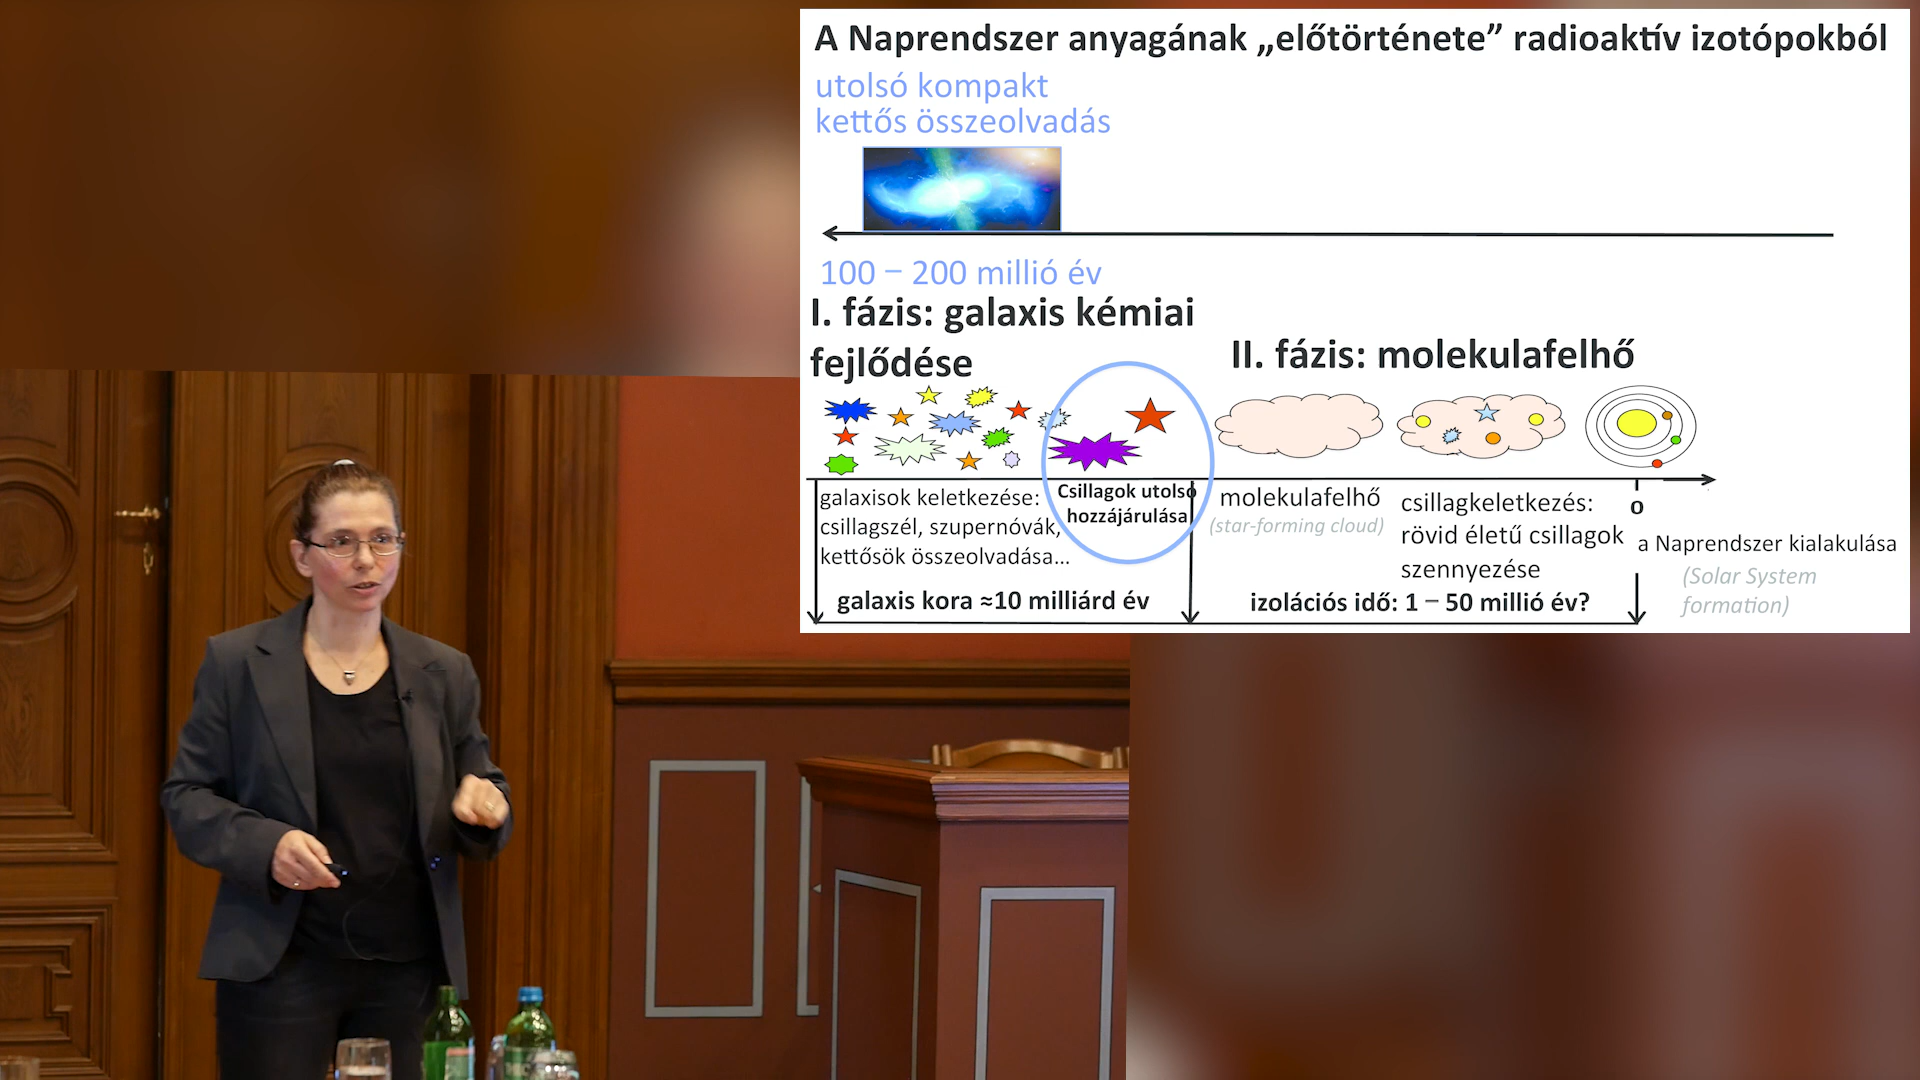 A Naprendszer anyagának „előtörténete” radioaktív izotópokból
utolsó kompakt
kettős összeolvadás
100 – 200 millió év
I. fázis: galaxis kémiai
fejlődése
II. fázis: molekulafelhő
galaxisok keletkezése:
csillagszél, szupernóvák,
kettősök összeolvadása...
Csillagok utolsó
hozzájárulása
molekulafelhő
(star-forming cloud)
csillagkeletkezés:
rövid életű csillagok
szennyezése
0
a Naprendszer kialakulása
(Solar System
formation)
galaxis kora ≈10 milliárd év
izolációs idő: 1 – 50 millió év?